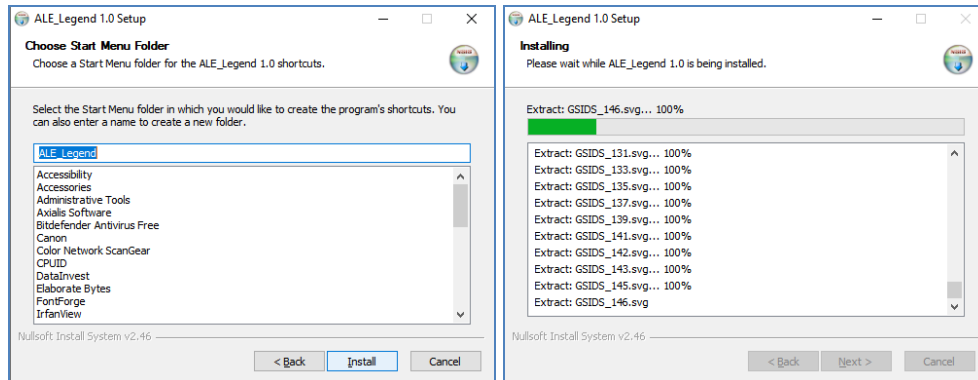 ALE_Legend 1.0 Setup
Choose Start Menu Folder
Choose a Start Menu folder for the ALE_Legend 1.0 shortcuts.
Select the Start Menu folder in which you would like to create the program's shortcuts. You
can also enter a name to create a new folder.
ALE_Legend
Accessibility
Accessories
Administrative Tools
Axialis Software
Bitdefender Antivirus Free
Canon
Color Network ScanGear
CPUID
DataInvest
Elaborate Bytes
FontForge
IrfanView
Nullsoft Install System v2.46
< Back
Install
Cancel
ALE_Legend 1.0 Setup
Installing
Please wait while ALE_Legend 1.0 is being installed.
Extract: GSIDS_146.svg... 100%
Extract: GSIDS_131.svg... 100%
Extract: GSIDS_133.svg... 100%
Extract: GSIDS_135.svg... 100%
Extract: GSIDS_137.svg... 100%
Extract: GSIDS_139.svg... 100%
Extract: GSIDS_141.svg... 100%
Extract: GSIDS_142.svg... 100%
Extract: GSIDS_143.svg... 100%
Extract: GSIDS_145.svg... 100%
Extract: GSIDS_146.svg
Nullsoft Install System v2.46
< Back
Next >
Cancel